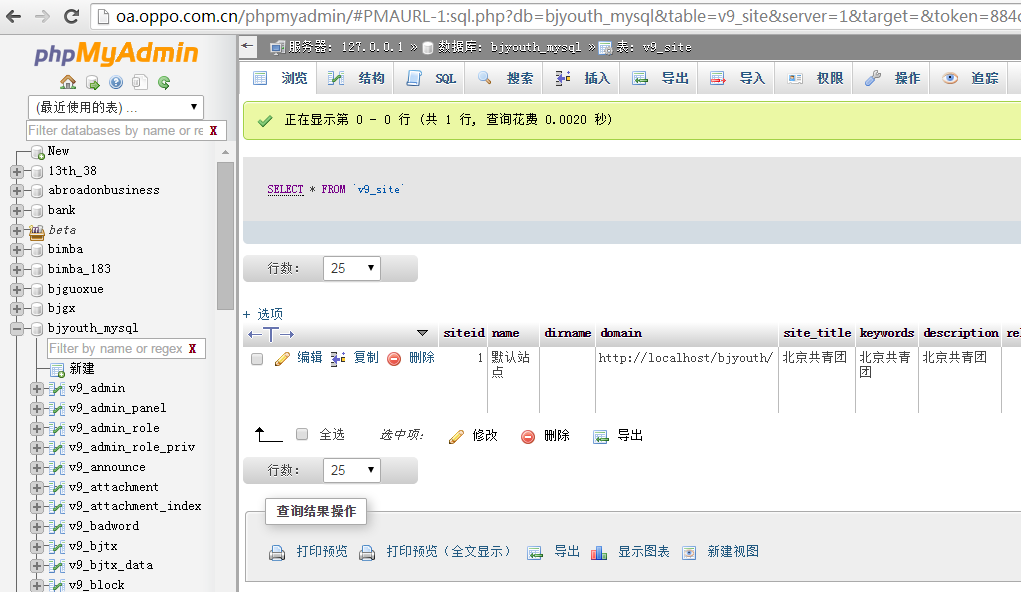 oa.oppo.com.cn/phpmyadmin/#PMAURL-1:sql.php?db=bjyouth_mysql&table=v9_site&server=1&target=&token=884
phpMyAdmin
(最近使用的表) ...
Filter databases by name or re X
New
13th_38
abroadonbusiness
bank
beta
bimba
bimba_183
bjguoxue
bjgx
bjyouth_mysql
Filter by name or regex X
新建
v9_admin
v9_admin_panel
v9_admin_role
v9_admin_role_priv
v9_announce
v9_attachment
v9_attachment_index
v9_badword
v9_bjtx
v9_bjtx_data
v9_block
服务器: 127.0.0.1 » 数据库: bjyouth_mysql » 表: v9_site
浏览 结构 SQL 搜索 插入 导出 导入 权限 操作 追踪
正在显示第 0 - 0 行 (共 1 行, 查询花费 0.0020 秒)
SELECT * FROM `v9_site`
行数: 25
+ 选项
←T→ siteid name dirname domain site_title keywords description rel
编辑 复制 删除 1 默认站点 http://localhost/bjyouth/ 北京共青团 北京共青团 北京共青团
全选 选中项: 修改 删除 导出
行数: 25
查询结果操作
打印预览 打印预览 (全文显示) 导出 显示图表 新建视图